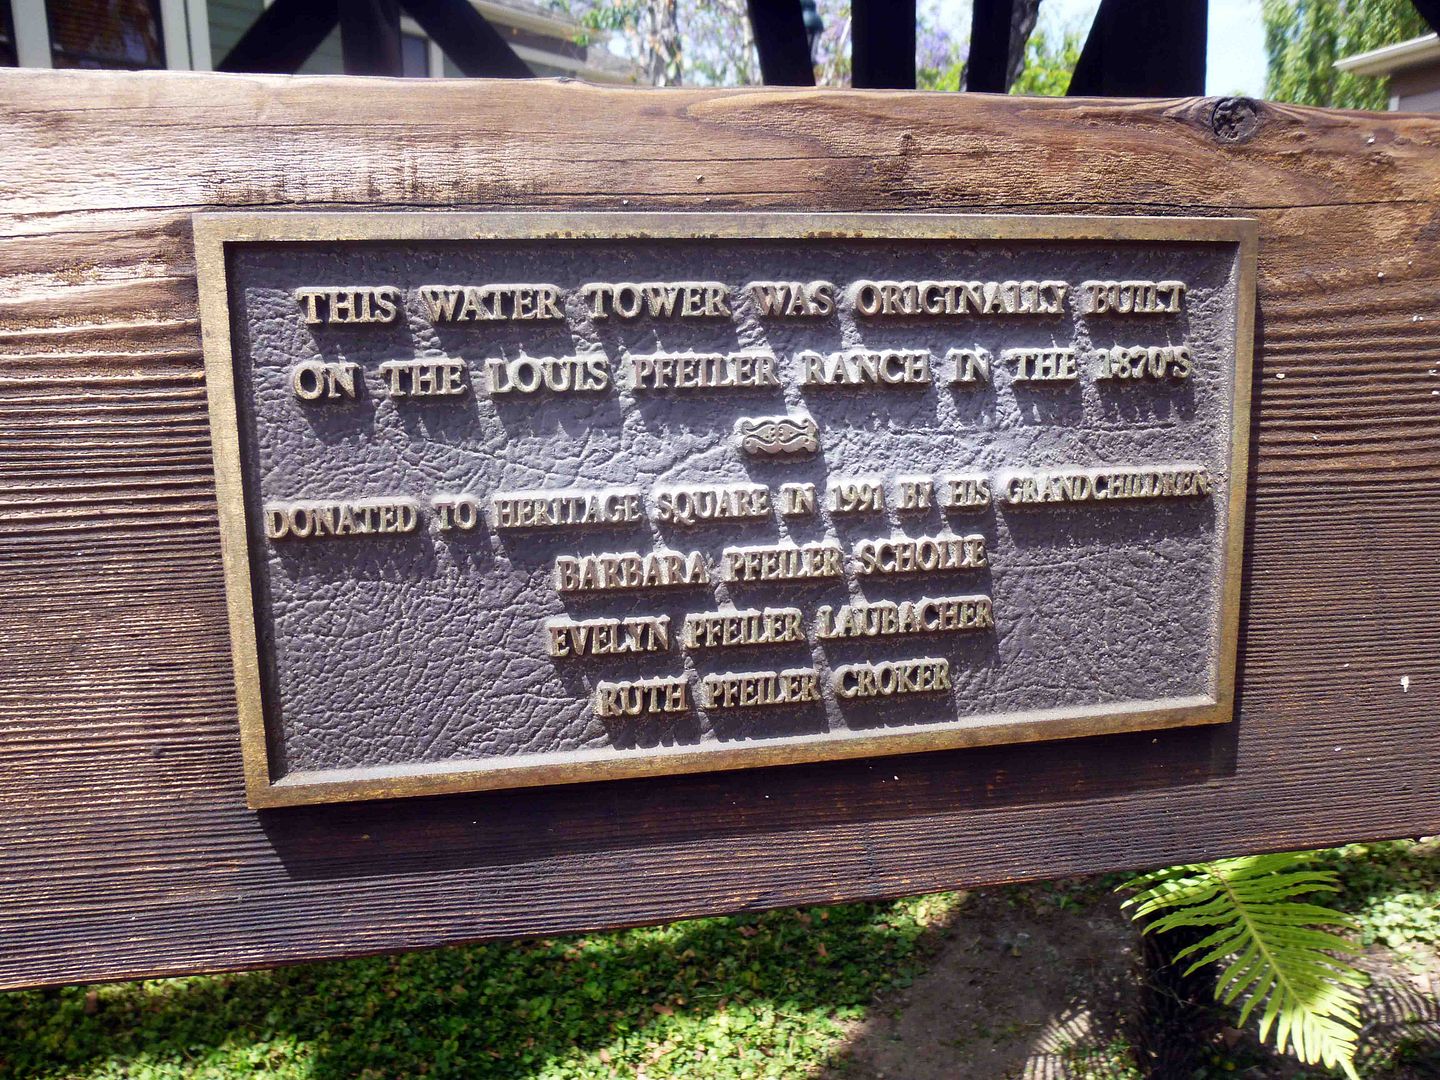 THIS WATER TOWER WAS ORIGINALLY BUILT
ON THE LOUIS PFEILER RANCH IN THE 1870'S
DONATED TO HERITAGE SQUARE IN 1991 BY HIS GRANDCHILDREN
BARBARA PFEILER SCHOLLE
EVELYN PFEILER LAUBACHER
RUTH PFEILER CROKER